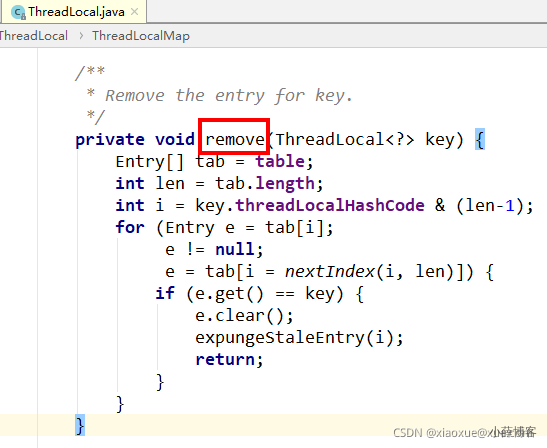 ThreadLocal.java ×
ThreadLocal › ThreadLocalMap
/**
* Remove the entry for key.
*/
private void remove(ThreadLocal<?> key) {
Entry[] tab = table;
int len = tab.length;
int i = key.threadLocalHashCode & (len-1);
for (Entry e = tab[i];
e != null;
e = tab[i = nextIndex(i, len)]) {
if (e.get() == key) {
e.clear();
expungeStaleEntry(i);
return;
}
}
}
CSDN @xiaoxue@
小薛博客